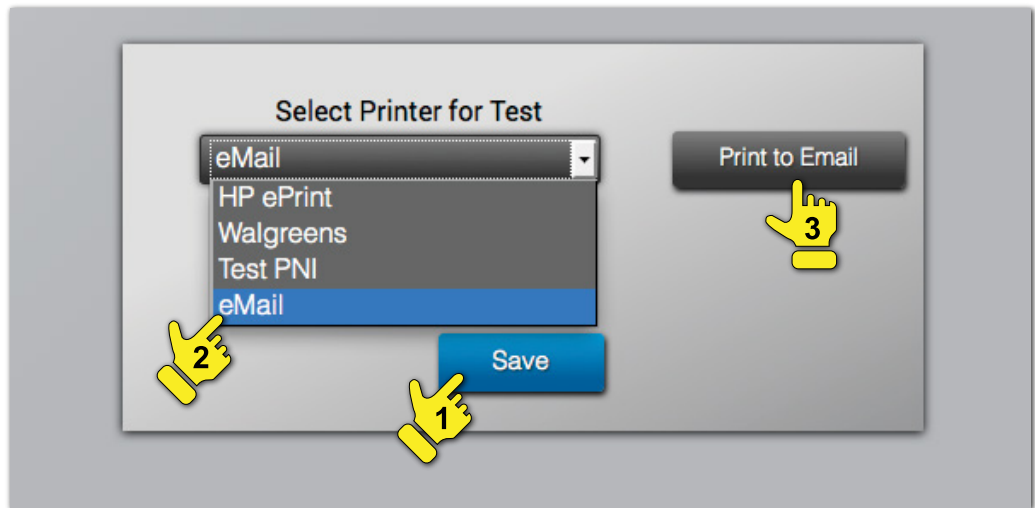 Select Printer for Test
eMail
Print to Email
HP ePrint
Walgreens
Test PNI
eMail
3
2
Save
1